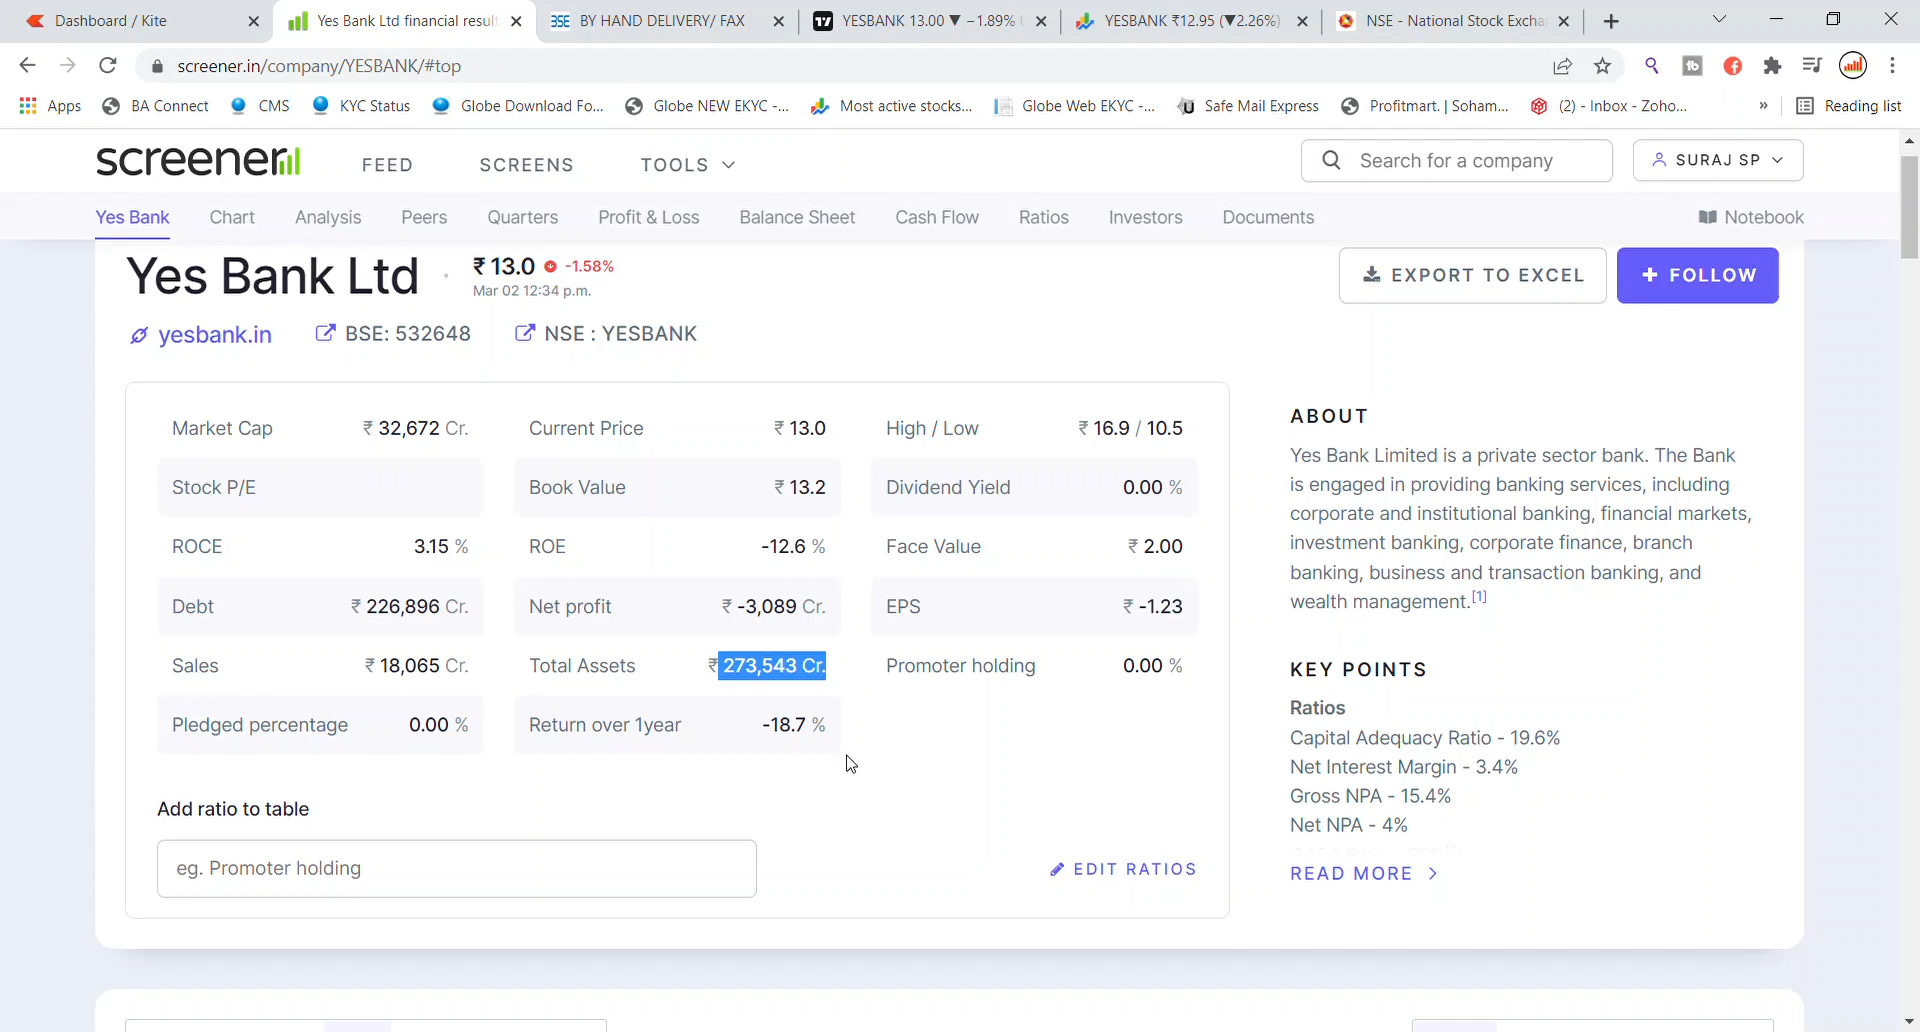 Dashboard / Kite
Yes Bank Ltd financial result
BSE BY HAND DELIVERY/ FAX
YESBANK 13.00 ▼ −1.89%
YESBANK ₹12.95 (▼2.26%)
NSE - National Stock Excha
screener.in/company/YESBANK/#top
Apps
BA Connect
CMS
KYC Status
Globe Download Fo...
Globe NEW EKYC -...
Most active stocks...
Globe Web EKYC -...
Safe Mail Express
Profitmart. | Soham...
(2) - Inbox - Zoho...
»
Reading list
screener
FEED
SCREENS
TOOLS
Search for a company
SURAJ SP
Yes Bank
Chart
Analysis
Peers
Quarters
Profit & Loss
Balance Sheet
Cash Flow
Ratios
Investors
Documents
Notebook
Yes Bank Ltd
₹ 13.0 -1.58%
Mar 02 12:34 p.m.
EXPORT TO EXCEL
+ FOLLOW
yesbank.in
BSE: 532648
NSE : YESBANK
Market Cap ₹ 32,672 Cr.
Current Price ₹ 13.0
High / Low ₹ 16.9 / 10.5
Stock P/E
Book Value ₹ 13.2
Dividend Yield 0.00 %
ROCE 3.15 %
ROE -12.6 %
Face Value ₹ 2.00
Debt ₹ 226,896 Cr.
Net profit ₹ -3,089 Cr.
EPS ₹ -1.23
Sales ₹ 18,065 Cr.
Total Assets ₹ 273,543 Cr.
Promoter holding 0.00 %
Pledged percentage 0.00 %
Return over 1year -18.7 %
Add ratio to table
eg. Promoter holding
EDIT RATIOS
ABOUT
Yes Bank Limited is a private sector bank. The Bank
is engaged in providing banking services, including
corporate and institutional banking, financial markets,
investment banking, corporate finance, branch
banking, business and transaction banking, and
wealth management.[1]
KEY POINTS
Ratios
Capital Adequacy Ratio - 19.6%
Net Interest Margin - 3.4%
Gross NPA - 15.4%
Net NPA - 4%
READ MORE